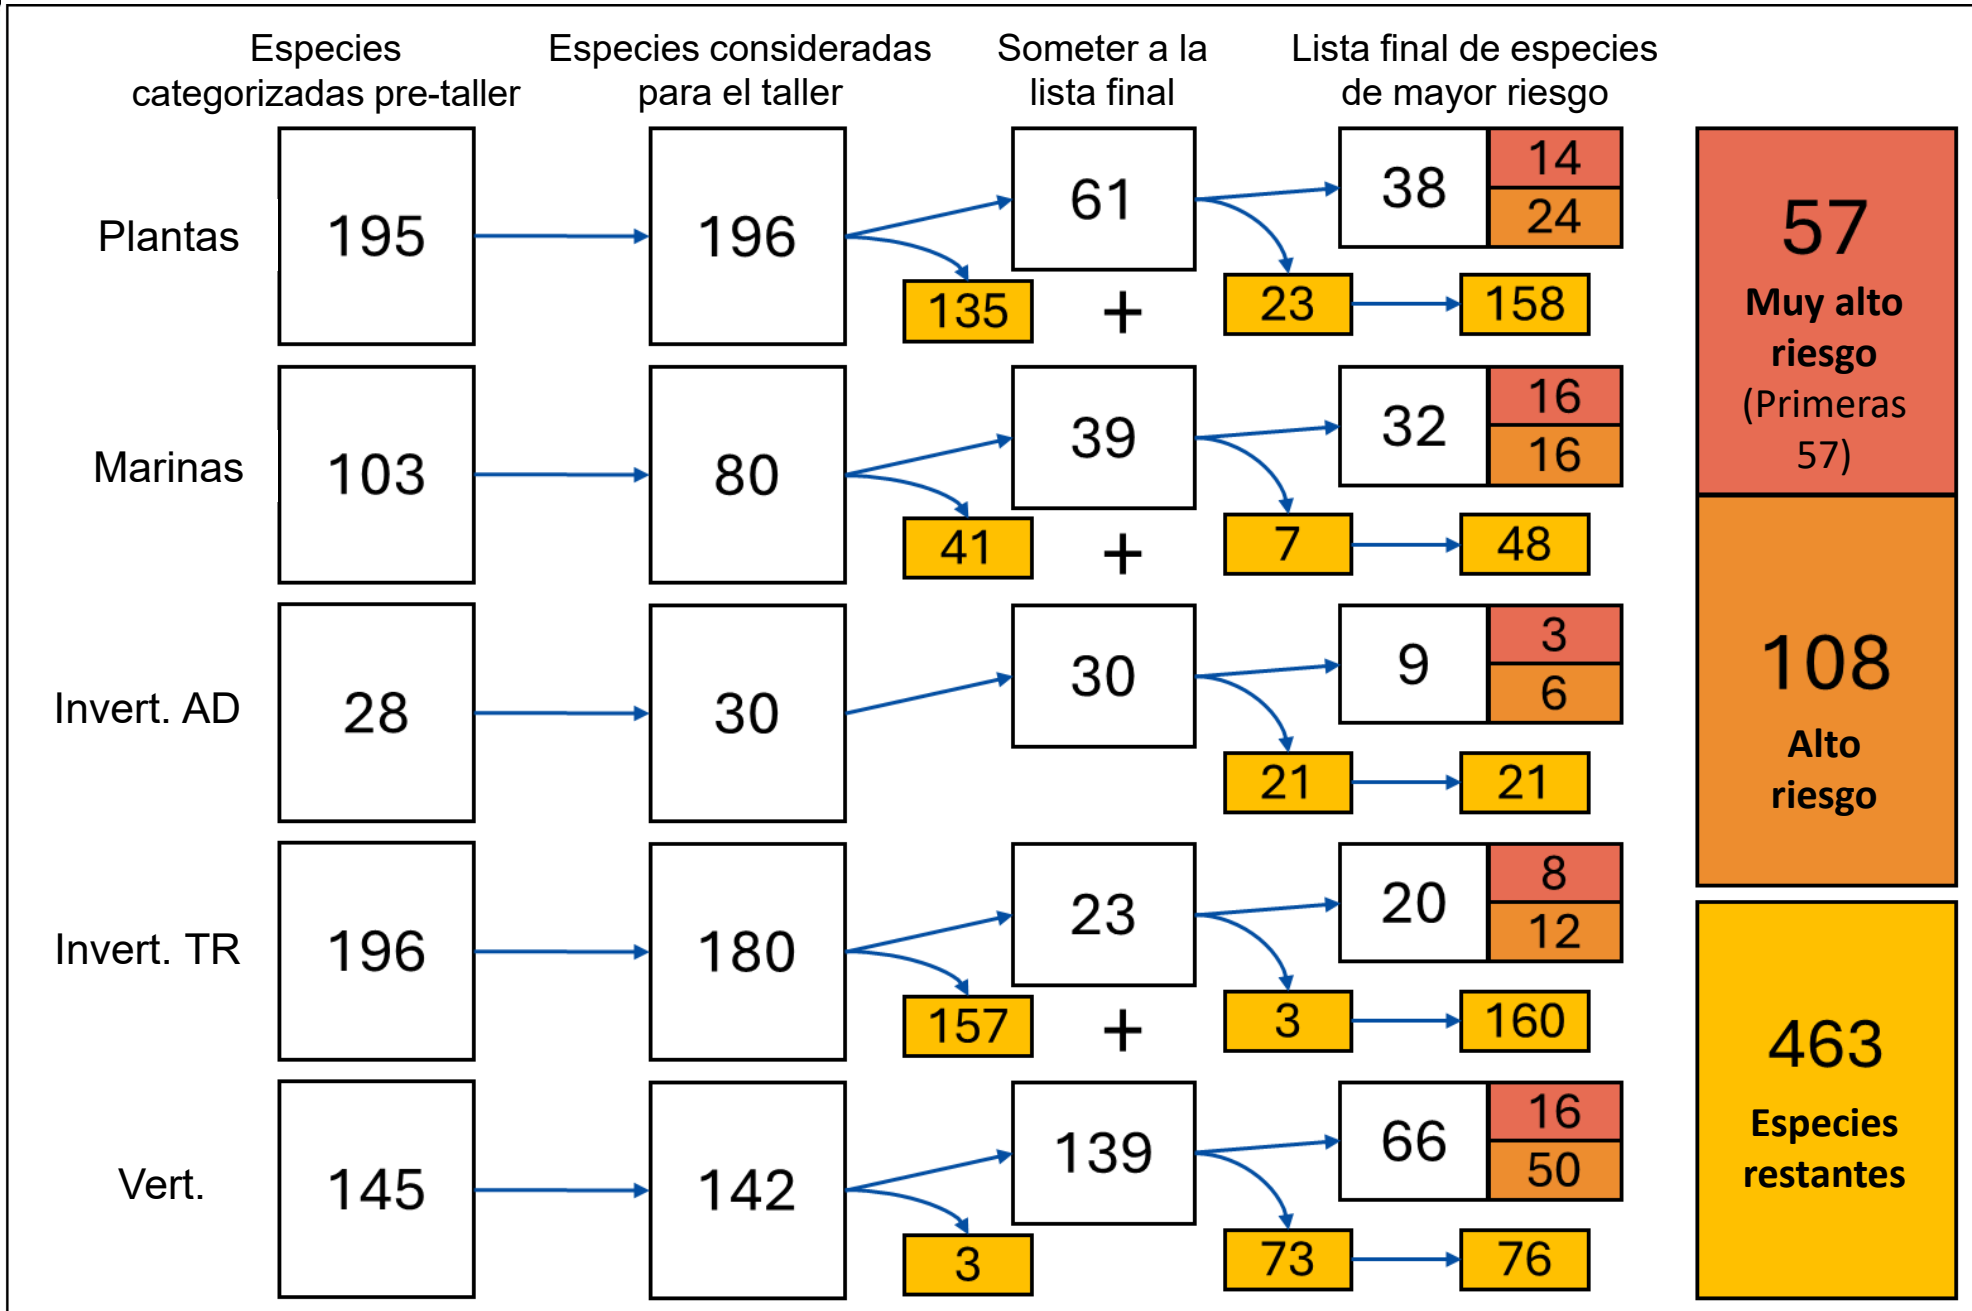 Especies
categorizadas pre-taller
Especies consideradas
para el taller
Someter a la
lista final
Lista final de especies
de mayor riesgo
Plantas
195
196
61
135
+
38
14
24
23
158
Marinas
103
80
39
41
+
32
16
16
7
48
Invert. AD
28
30
30
9
3
6
21
21
Invert. TR
196
180
23
157
+
20
8
12
3
160
Vert.
145
142
139
3
66
16
50
73
76
57
Muy alto
riesgo
(Primeras
57)
108
Alto
riesgo
463
Especies
restantes